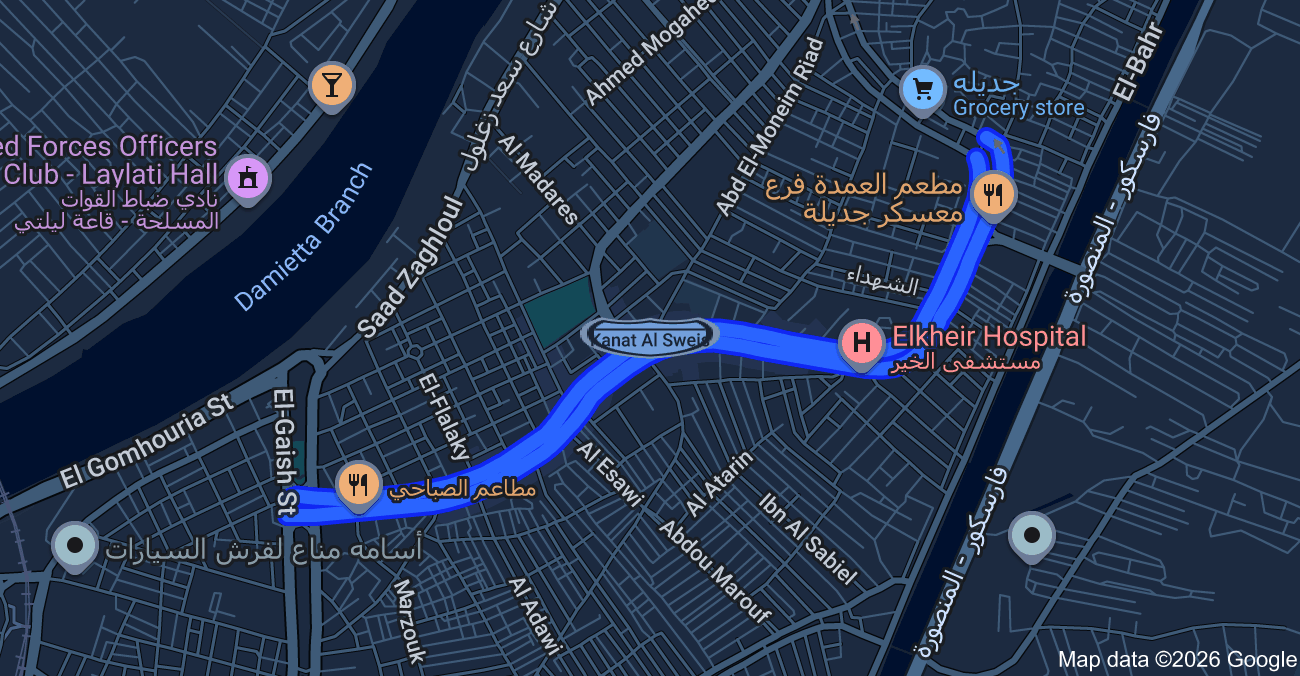 شارع سعد زغلول
Ahmed Mogahed
El-Bahr
جديله
Grocery store
Abd El-Moneim Riad
فارسكور - المنصورة
ed Forces Officers
Club - Laylati Hall
نادي ضباط القوات
المسلحة - قاعة ليلتي
Al Madares
مطعم العمدة فرع
معسكر جديلة
Damietta Branch
Saad Zaghloul
الشهداء
Kanat Al Sweis
Elkheir Hospital
مستشفى الخير
El Gomhouria St
El-Gaish St
El-Flalaky
مطاعم الصباحي
Al Esawi
Al Atarin
Ibn Al Sabiel
Abdou Marouf
فارسكور - المنصورة
أسامه مناع لفرش السيارات
Marzouk
Al Adawi
Map data ©2026 Google